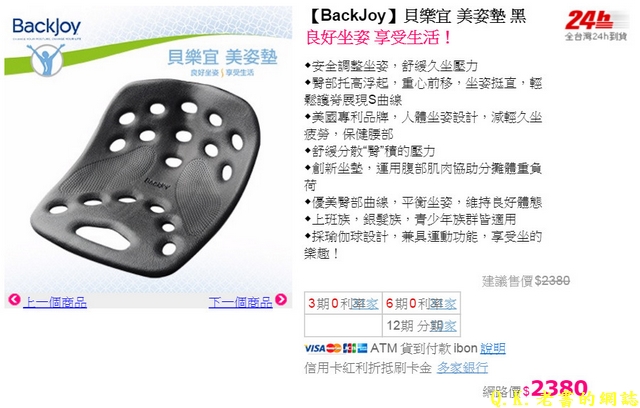 BACKJOY
貝樂宜 美姿墊
良好坐姿 享受生活
BACKJOY
上一個商品
下一個商品
【BackJoy】貝樂宜 美姿墊 黑
良好坐姿 享受生活！
24h
全台灣24h到貨
◆安全調整坐姿，舒緩久坐壓力
◆臀部托高浮起，重心前移，坐姿挺直，輕
鬆護脊展現S曲線
◆美國專利品牌，人體坐姿設計，減輕久坐
疲勞，保健腰部
◆舒緩分散“臀”積的壓力
◆創新坐墊，運用腹部肌肉協助分攤體重負
荷
◆優美臀部曲線，平衡坐姿，維持良好體態
◆上班族，銀髮族，青少年族群皆適用
◆採瑜伽球設計，兼具運動功能，享受坐的
樂趣！
建議售價$2380
3期0利率 家 6期0利率 家
12期 分期 家
VISA JCB ATM 貨到付款 ibon 說明
信用卡紅利折抵刷卡金 多家銀行
網路價$2380
Q.K.老書的網誌